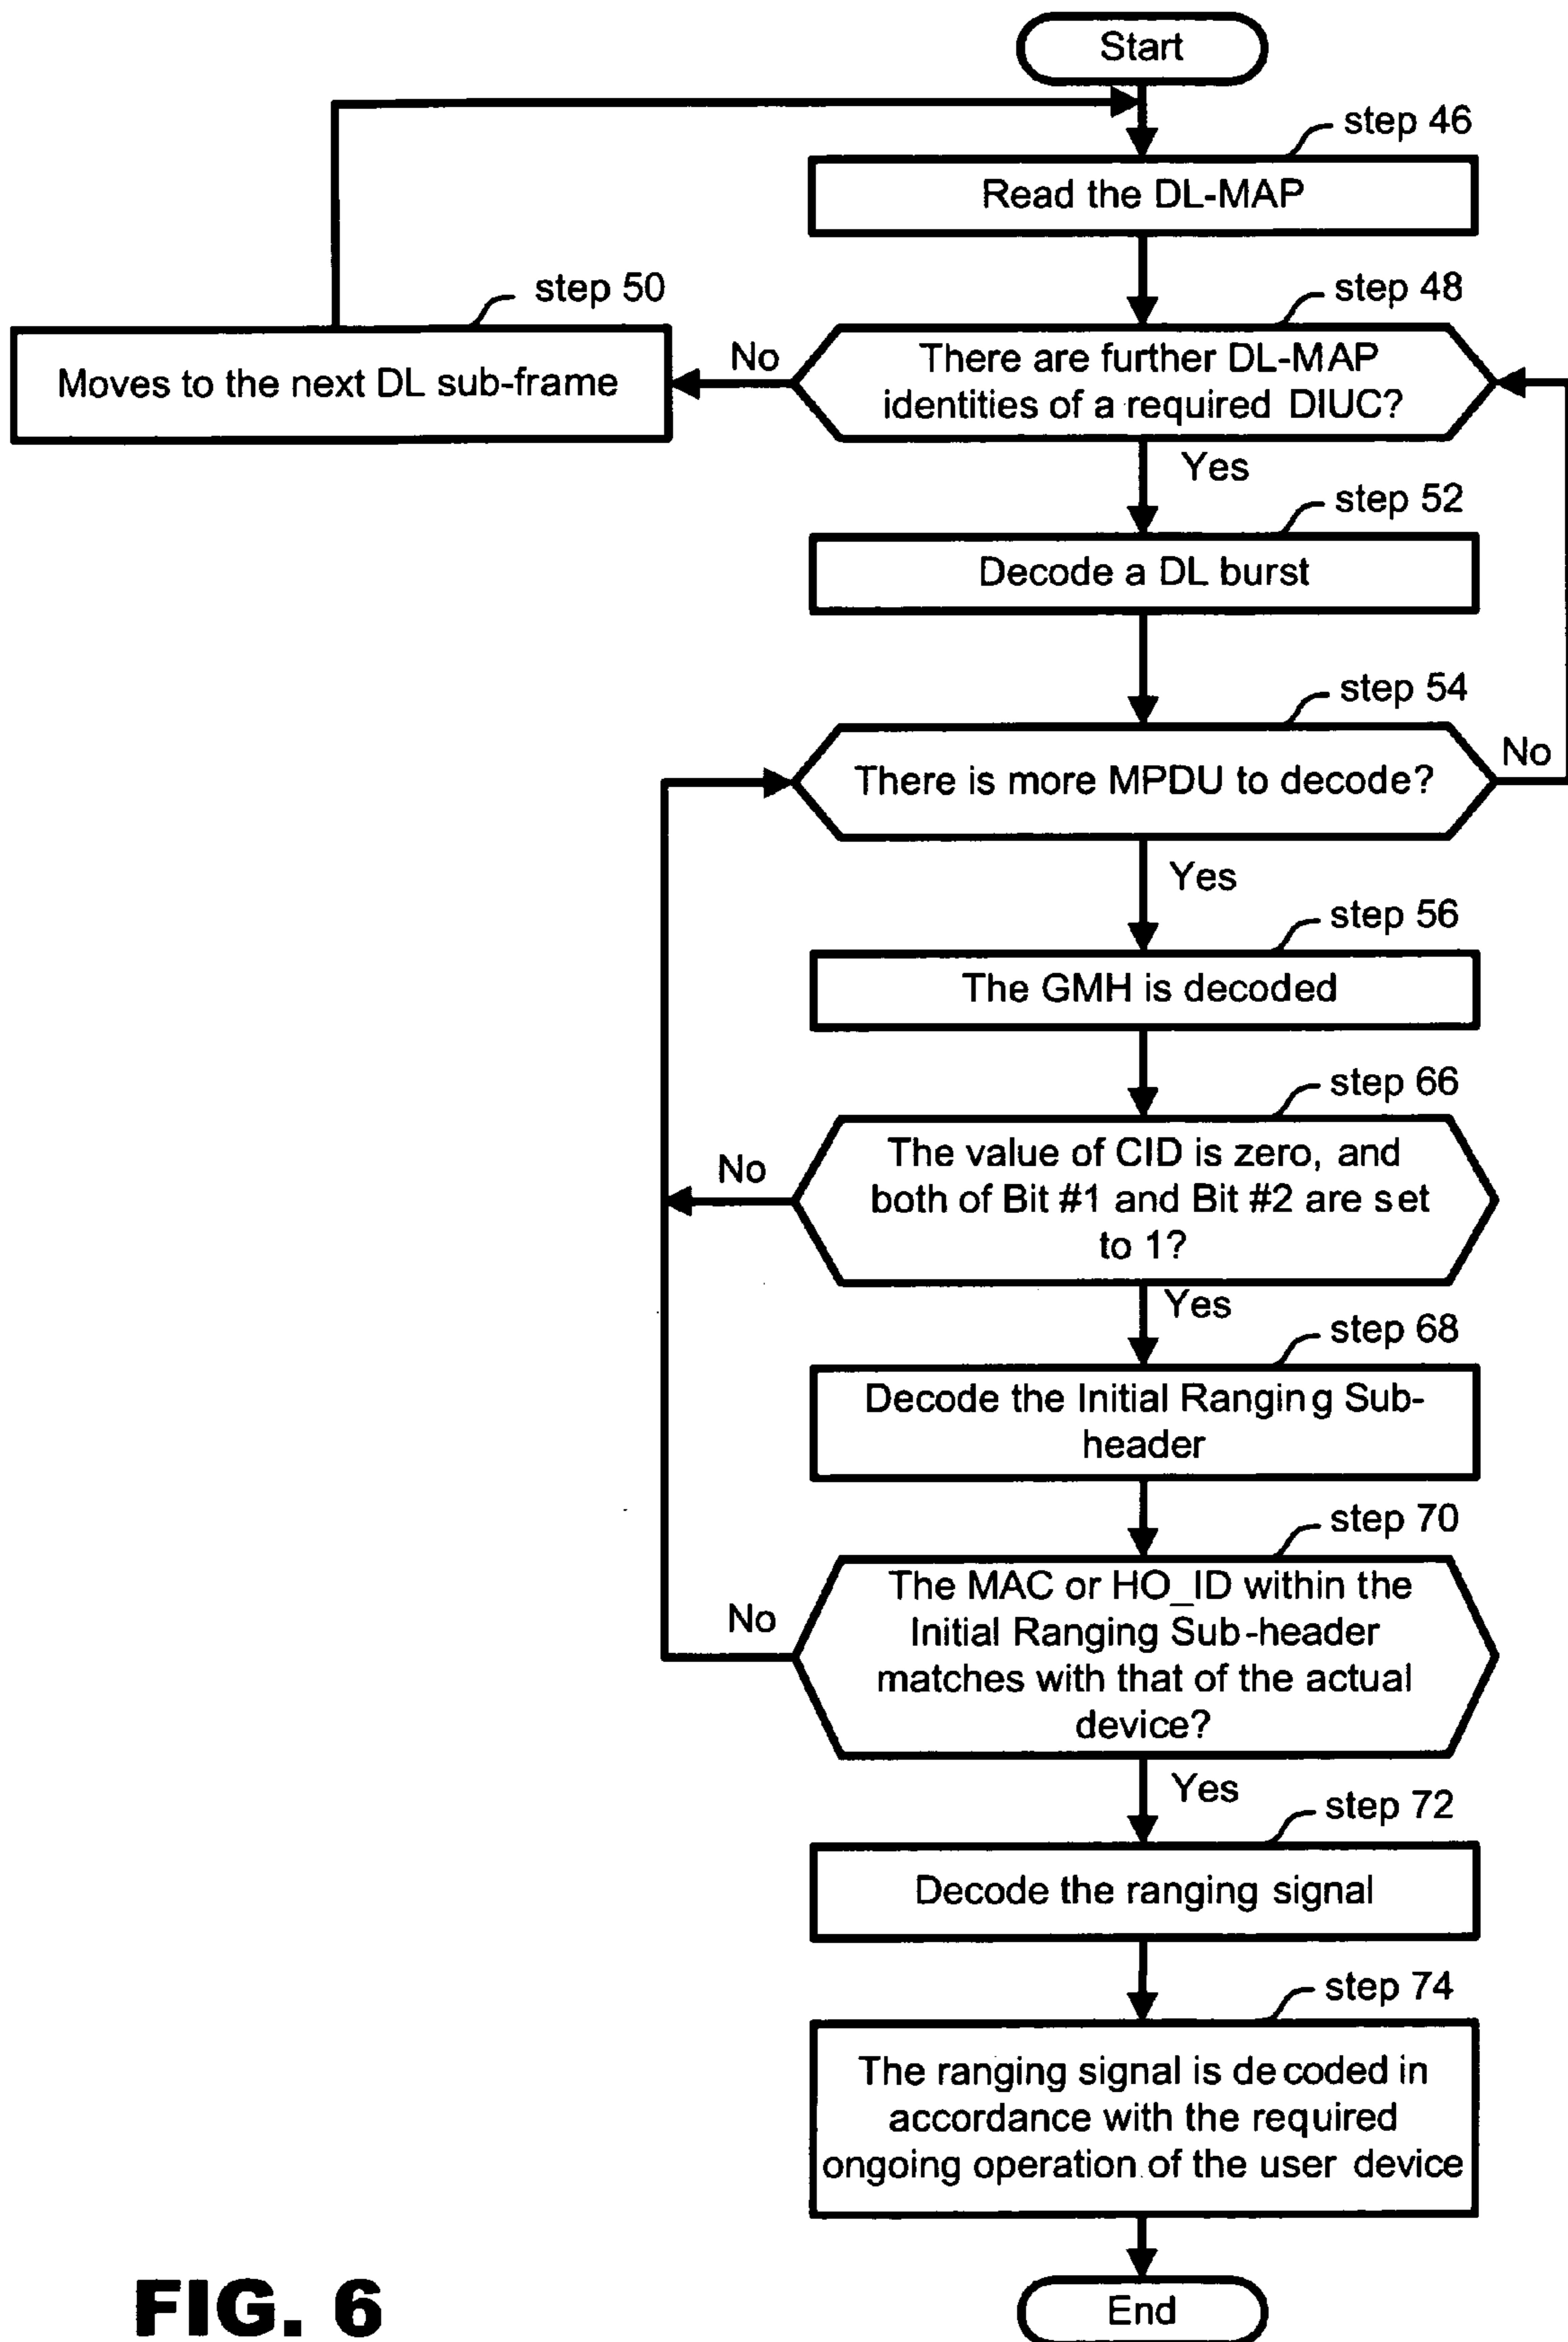 Start
step 46
Read the DL-MAP
step 50
step 48
Moves to the next DL sub-frame
No
There are further DL-MAP
identities of a required DIUC?
Yes
step 52
Decode a DL burst
step 54
There is more MPDU to decode?
No
Yes
step 56
The GMH is decoded
step 66
No
The value of CID is zero, and
both of Bit #1 and Bit #2 are set
to 1?
Yes
step 68
Decode the Initial Ranging Sub-
header
step 70
No
The MAC or HO_ID within the
Initial Ranging Sub-header
matches with that of the actual
device?
Yes
step 72
Decode the ranging signal
step 74
The ranging signal is decoded in
accordance with the required
ongoing operation of the user device
End
FIG. 6